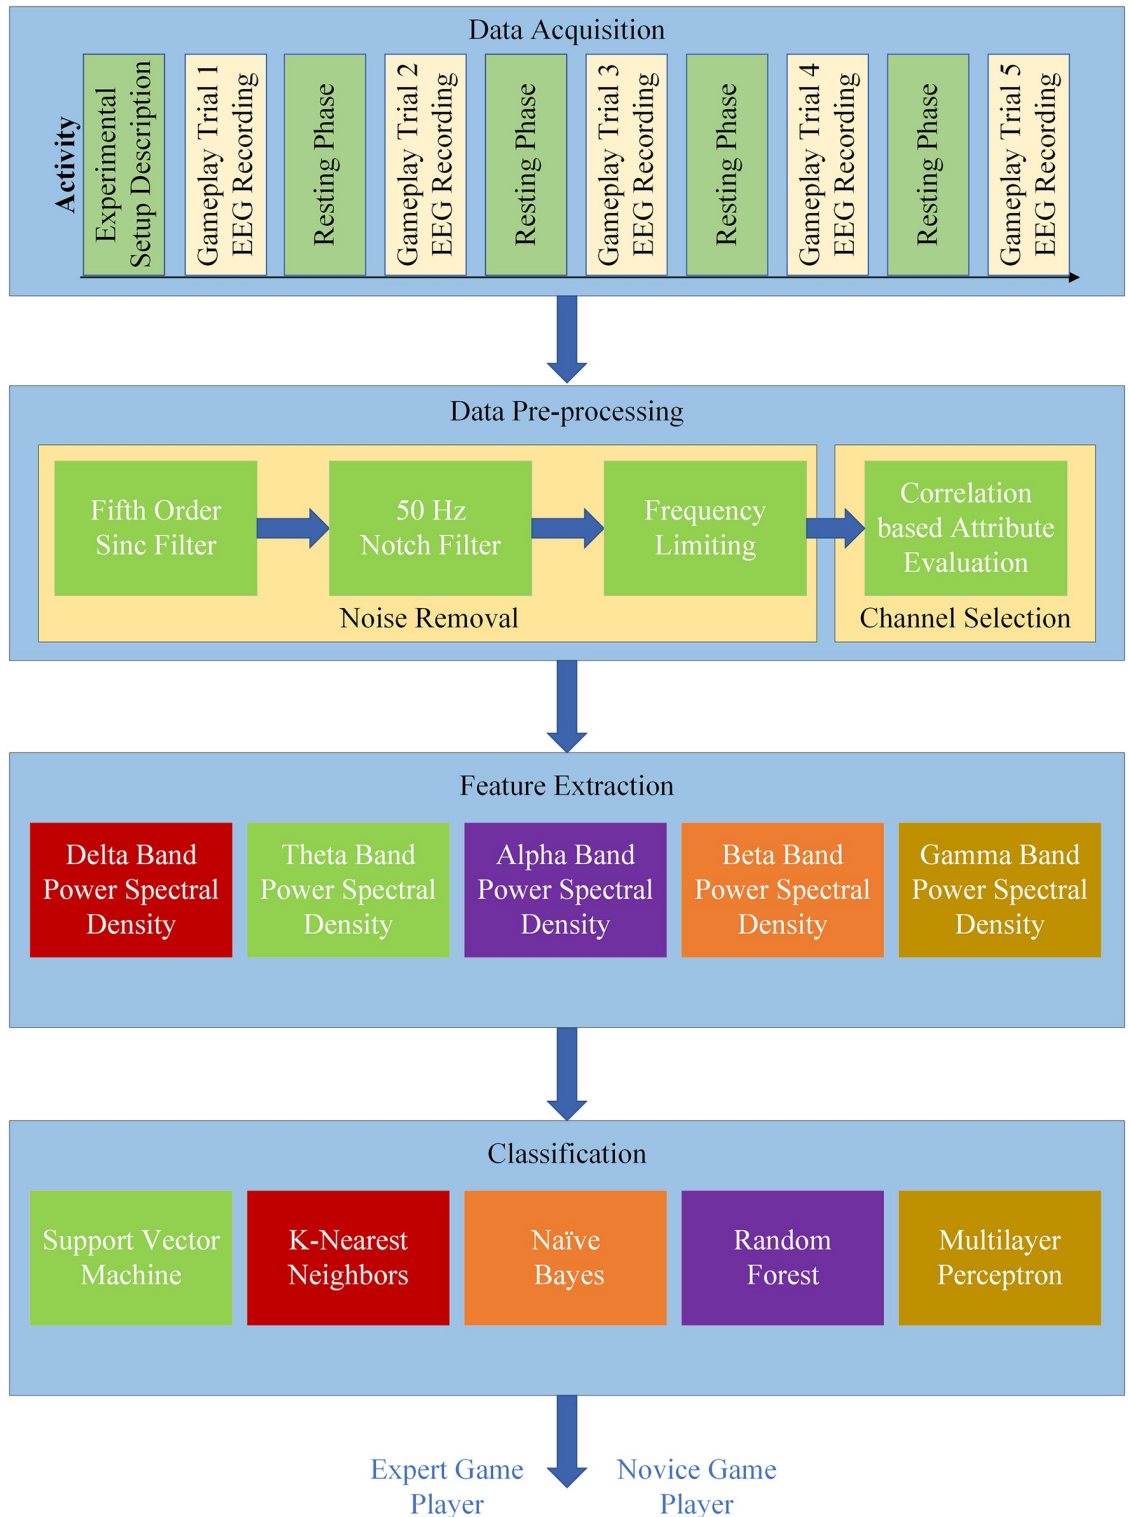 Data Acquisition
Activity
Experimental
Setup Description
Gameplay Trial 1
EEG Recording
Resting Phase
Gameplay Trial 2
EEG Recording
Resting Phase
Gameplay Trial 3
EEG Recording
Resting Phase
Gameplay Trial 4
EEG Recording
Resting Phase
Gameplay Trial 5
EEG Recording
Data Pre-processing
Fifth Order
Sinc Filter
50 Hz
Notch Filter
Frequency
Limiting
Noise Removal
Correlation
based Attribute
Evaluation
Channel Selection
Feature Extraction
Delta Band
Power Spectral
Density
Theta Band
Power Spectral
Density
Alpha Band
Power Spectral
Density
Beta Band
Power Spectral
Density
Gamma Band
Power Spectral
Density
Classification
Support Vector
Machine
K-Nearest
Neighbors
Naïve
Bayes
Random
Forest
Multilayer
Perceptron
Expert Game
Player
Novice Game
Player